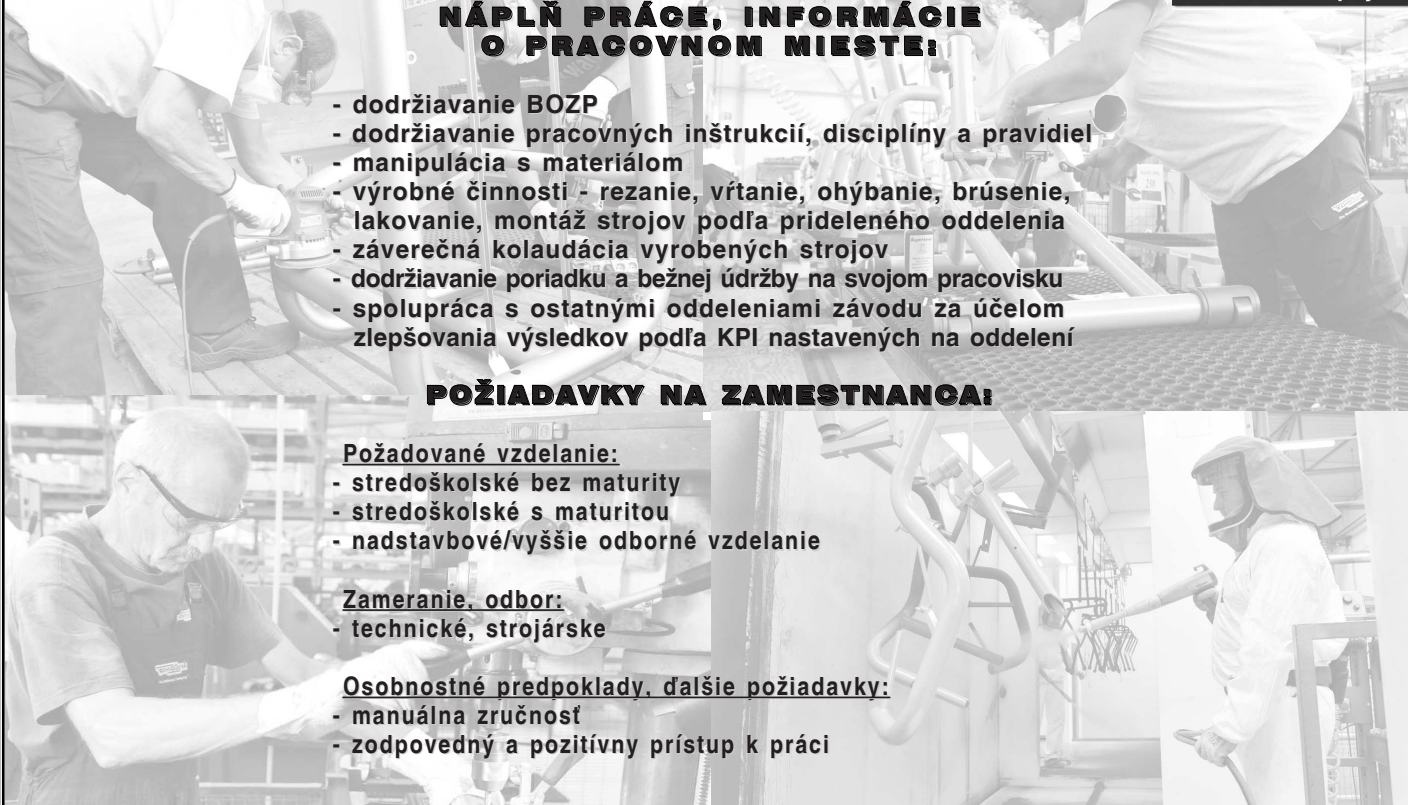 NÁPLŇ PRÁCE, INFORMÁCIE
O PRACOVNOM MIESTE:
- dodržiavanie BOZP
- dodržiavanie pracovných inštrukcií, disciplíny a pravidiel
- manipulácia s materiálom
- výrobné činnosti - rezanie, vŕtanie, ohýbanie, brúsenie,
lakovanie, montáž strojov podľa prideleného oddelenia
- záverečná kolaudácia vyrobených strojov
- dodržiavanie poriadku a bežnej údržby na svojom pracovisku
- spolupráca s ostatnými oddeleniami závodu za účelom
zlepšovania výsledkov podľa KPI nastavených na oddelení
POŽIADAVKY NA ZAMESTNANCA:
Požadované vzdelanie:
- stredoškolské bez maturity
- stredoškolské s maturitou
- nadstavbové/vyššie odborné vzdelanie
Zameranie, odbor:
- technické, strojárske
Osobnostné predpoklady, ďalšie požiadavky:
- manuálna zručnosť
- zodpovedný a pozitívny prístup k práci